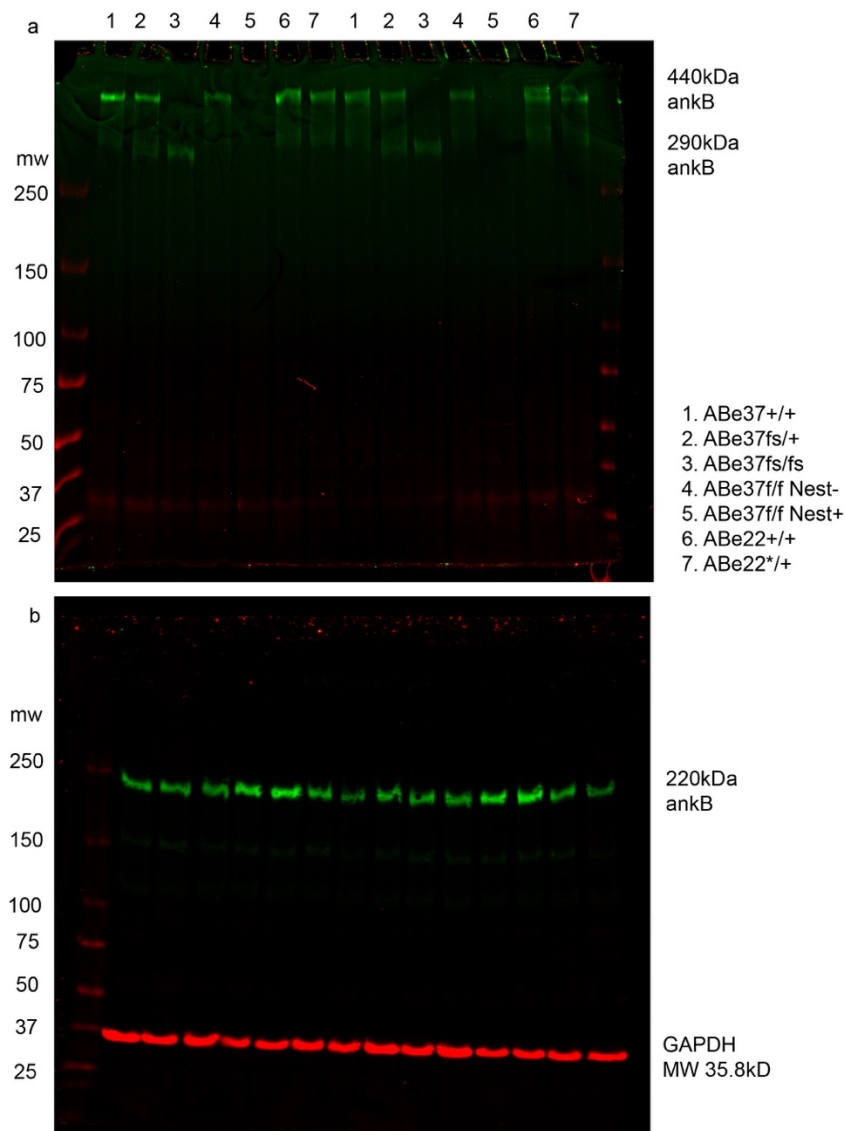 a
1 2 3 4 5 6 7 1 2 3 4 5 6 7
440kDa
ankB
290kDa
ankB
mw
250
150
100
75
50
37
25
1. ABe37+/+
2. ABe37fs/+
3. ABe37fs/fs
4. ABe37f/f Nest-
5. ABe37f/f Nest+
6. ABe22+/+
7. ABe22*/+
b
mw
250
150
100
75
50
37
25
220kDa
ankB
GAPDH
MW 35.8kD